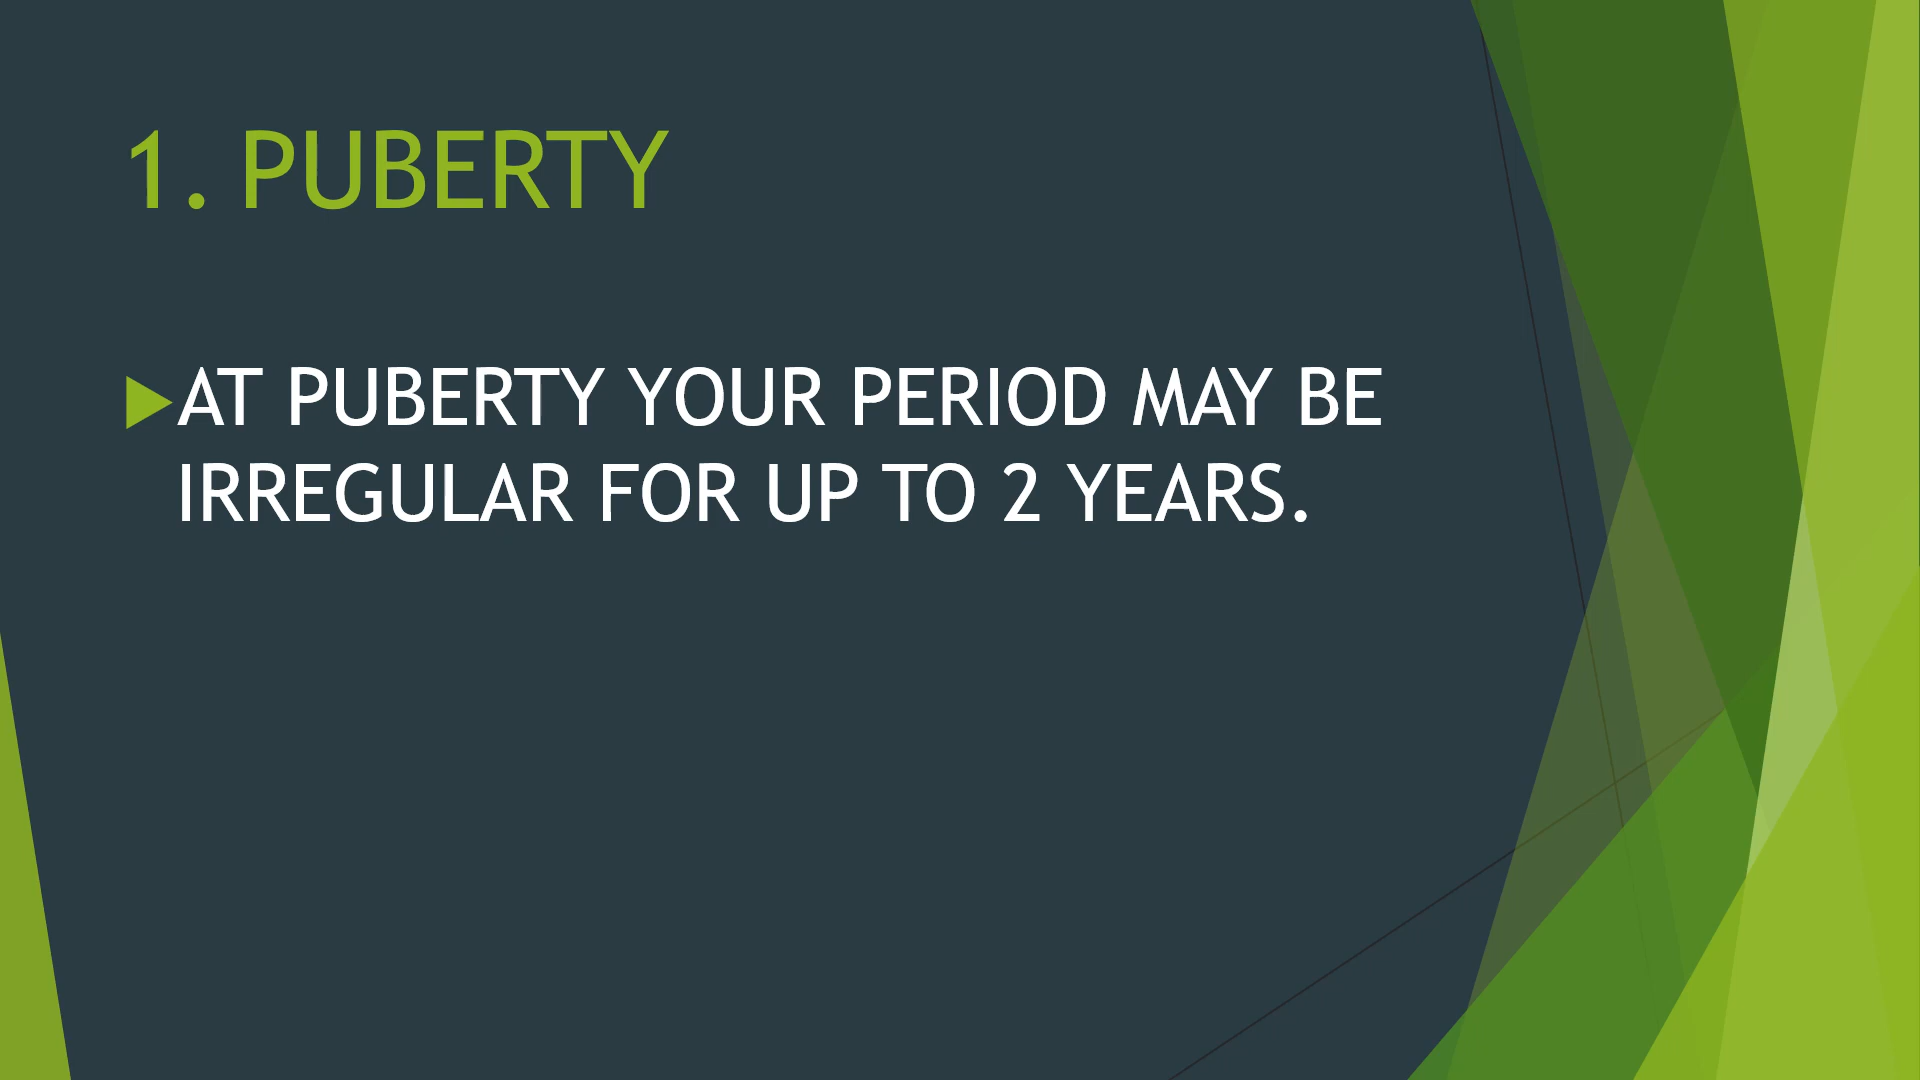 1. PUBERTY
AT PUBERTY YOUR PERIOD MAY BE
IRREGULAR FOR UP TO 2 YEARS.